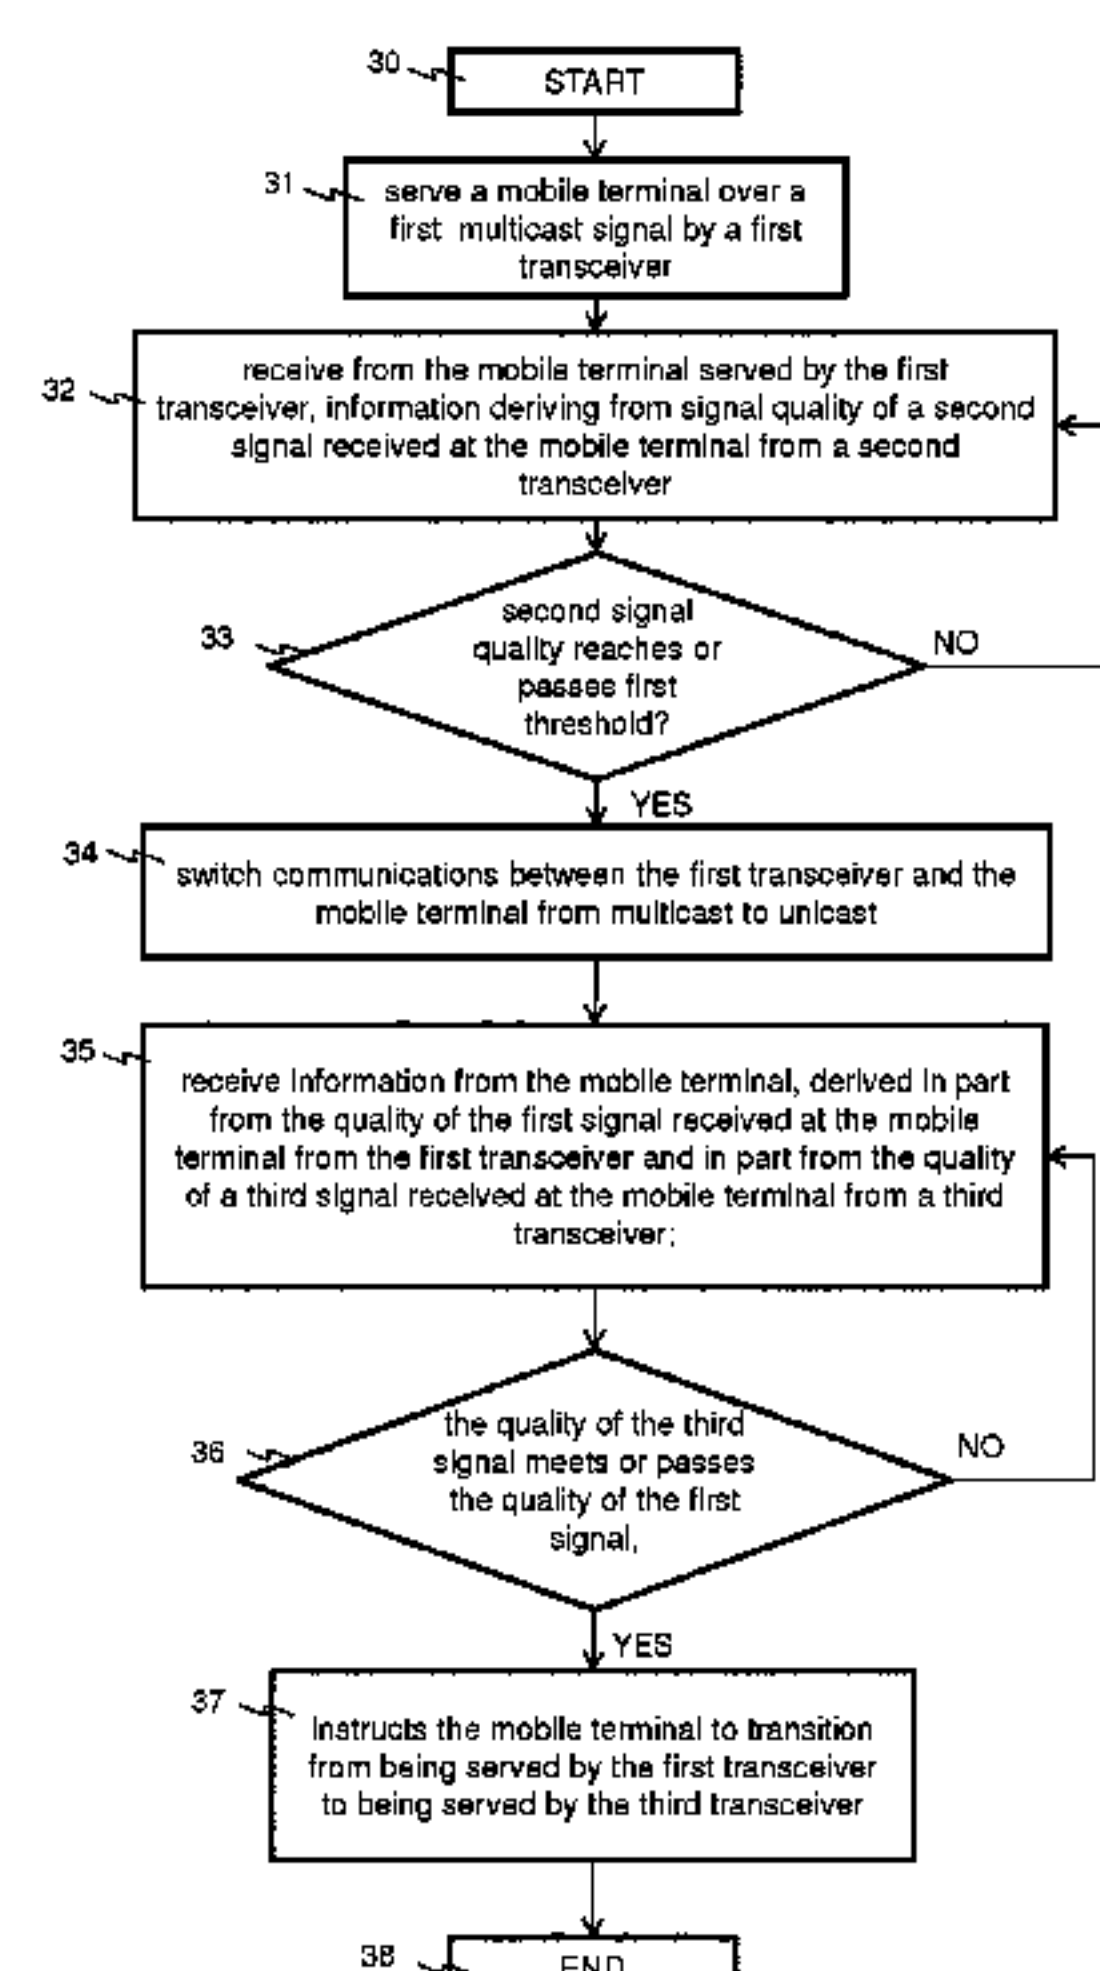 30
START
31
serve a mobile terminal over a
first multicast signal by a first
transceiver
32
receive from the mobile terminal served by the first
transceiver, information deriving from signal quality of a second
signal received at the mobile terminal from a second
transceiver
33
second signal
quality reaches or
passes first
threshold?
NO
YES
34
switch communications between the first transceiver and the
mobile terminal from multicast to unicast
35
receive information from the mobile terminal, derived in part
from the quality of the first signal received at the mobile
terminal from the first transceiver and in part from the quality
of a third signal received at the mobile terminal from a third
transceiver;
36
the quality of the third
signal meets or passes
the quality of the first
signal,
NO
YES
37
Instructs the mobile terminal to transition
from being served by the first transceiver
to being served by the third transceiver
38
END